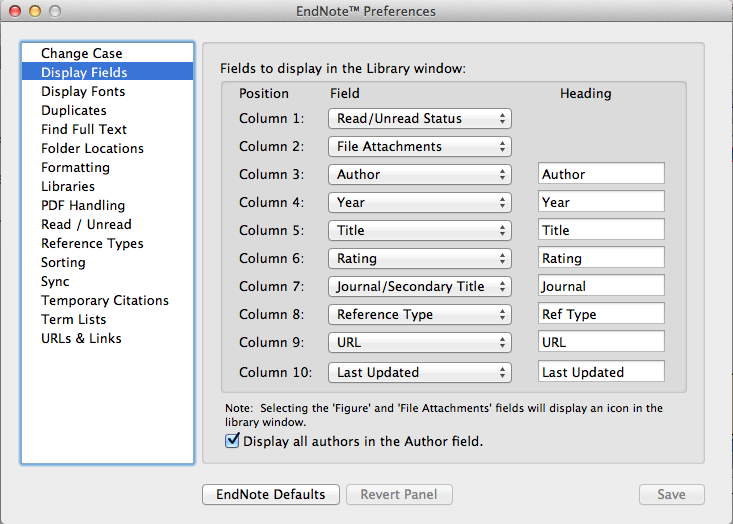 EndNote™ Preferences
Change Case
Display Fields
Display Fonts
Duplicates
Find Full Text
Folder Locations
Formatting
Libraries
PDF Handling
Read / Unread
Reference Types
Sorting
Sync
Temporary Citations
Term Lists
URLs & Links
Fields to display in the Library window:
Position Field Heading
Column 1: Read/Unread Status
Column 2: File Attachments
Column 3: Author Author
Column 4: Year Year
Column 5: Title Title
Column 6: Rating Rating
Column 7: Journal/Secondary Title Journal
Column 8: Reference Type Ref Type
Column 9: URL URL
Column 10: Last Updated Last Updated
Note: Selecting the 'Figure' and 'File Attachments' fields will display an icon in the
library window.
Display all authors in the Author field.
EndNote Defaults Revert Panel Save